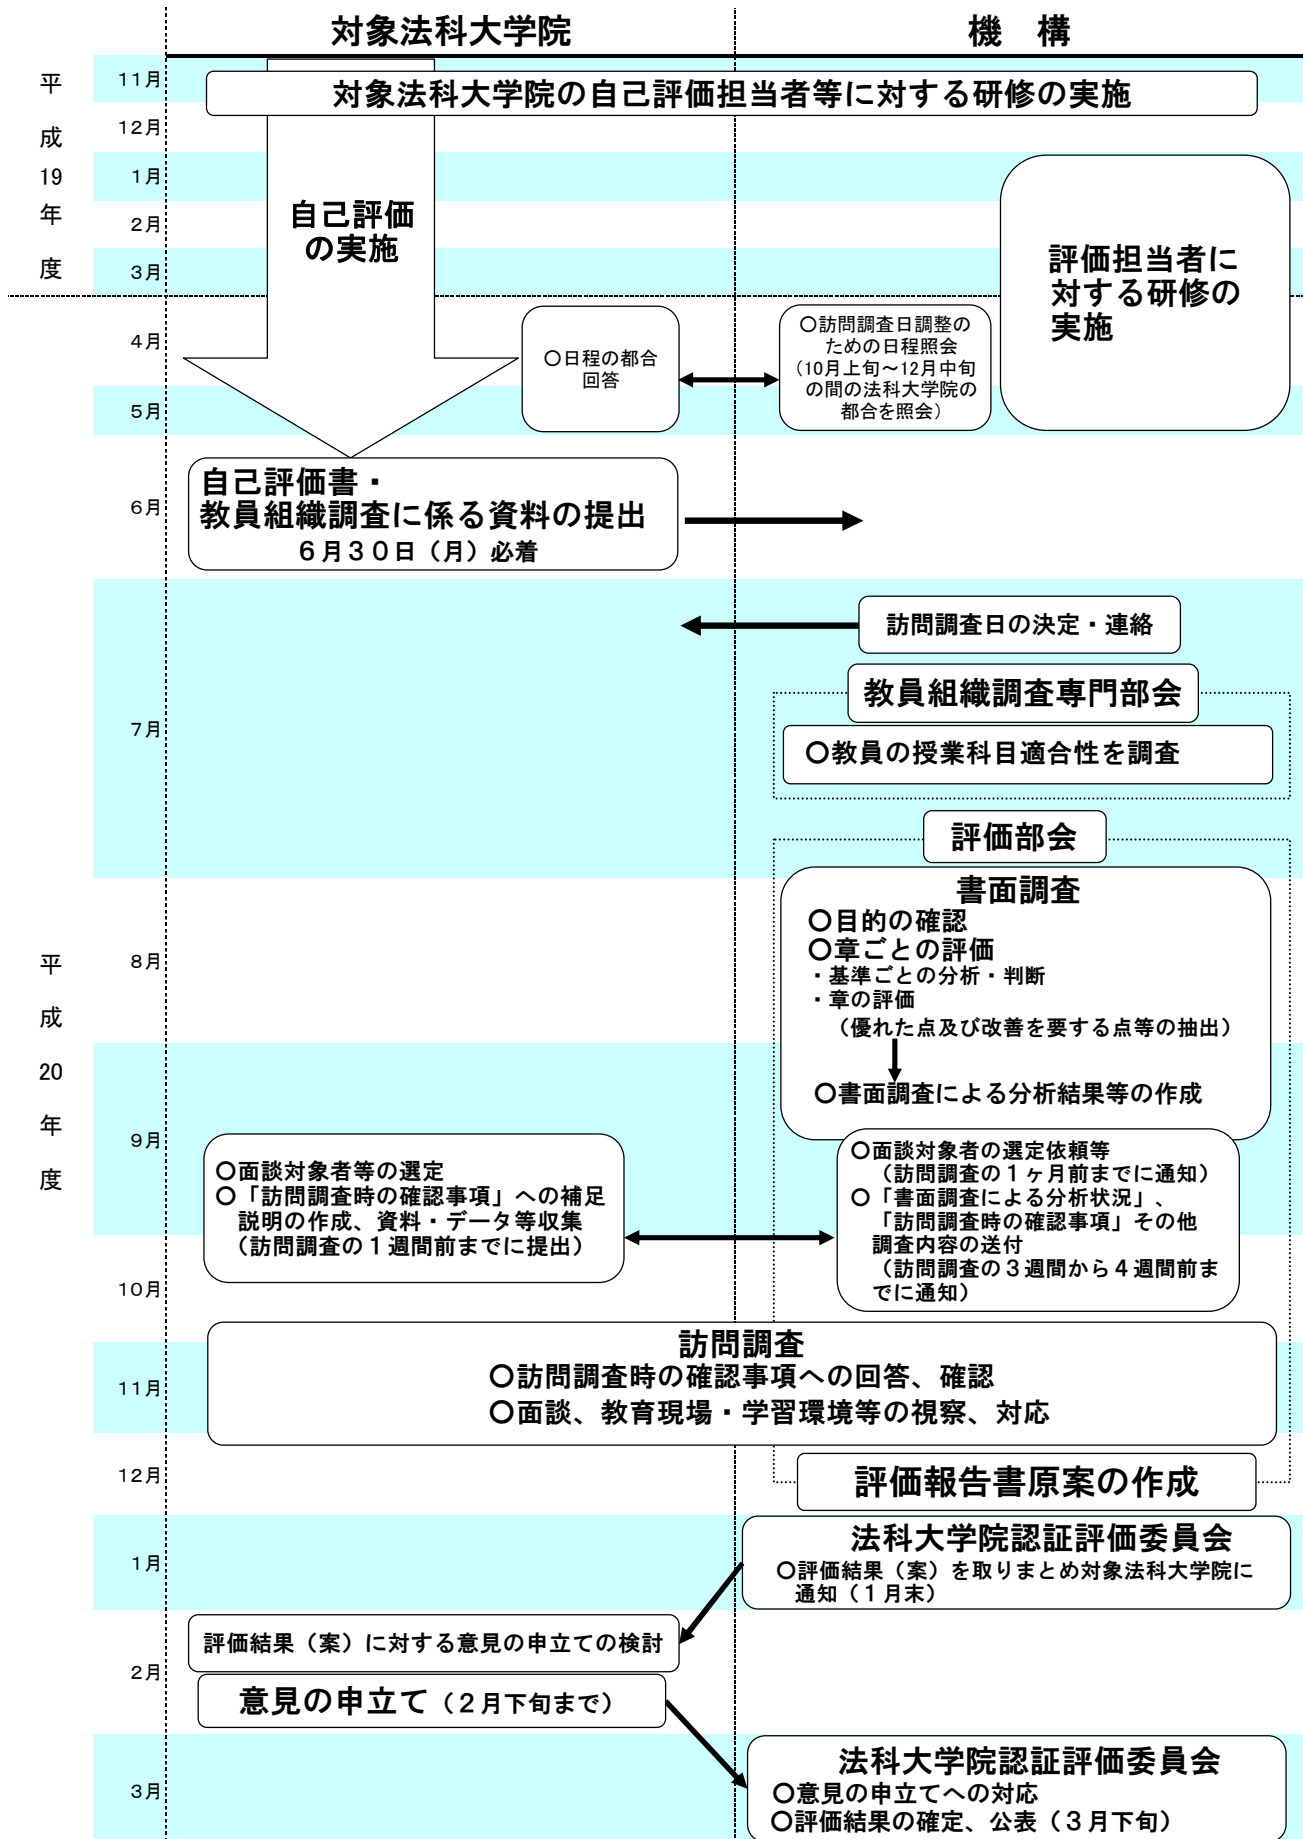 対象法科大学院
機　構
平
成
19
年
度
11月
12月
1月
2月
3月
対象法科大学院の自己評価担当者等に対する研修の実施
自己評価
の実施
評価担当者に
対する研修の
実施
4月
5月
○日程の都合
回答
○訪問調査日調整の
ための日程照会
(10月上旬～12月中旬
の間の法科大学院の
都合を照会)
6月
自己評価書・
教員組織調査に係る資料の提出
6月30日（月）必着
7月
訪問調査日の決定・連絡
教員組織調査専門部会
○教員の授業科目適合性を調査
評価部会
書面調査
○目的の確認
○章ごとの評価
・基準ごとの分析・判断
・章の評価
（優れた点及び改善を要する点等の抽出）
○書面調査による分析結果等の作成
平
成
20
年
度
8月
9月
○面談対象者等の選定
○「訪問調査時の確認事項」への補足
説明の作成、資料・データ等収集
（訪問調査の1週間前までに提出）
○面談対象者の選定依頼等
（訪問調査の1ヶ月前までに通知）
○「書面調査による分析状況」、
「訪問調査時の確認事項」その他
調査内容の送付
（訪問調査の3週間から4週間前ま
でに通知）
10月
訪問調査
○訪問調査時の確認事項への回答、確認
○面談、教育現場・学習環境等の視察、対応
11月
12月
評価報告書原案の作成
1月
法科大学院認証評価委員会
○評価結果（案）を取りまとめ対象法科大学院に
通知（1月末）
2月
評価結果（案）に対する意見の申立ての検討
意見の申立て（2月下旬まで）
3月
法科大学院認証評価委員会
○意見の申立てへの対応
○評価結果の確定、公表（3月下旬）